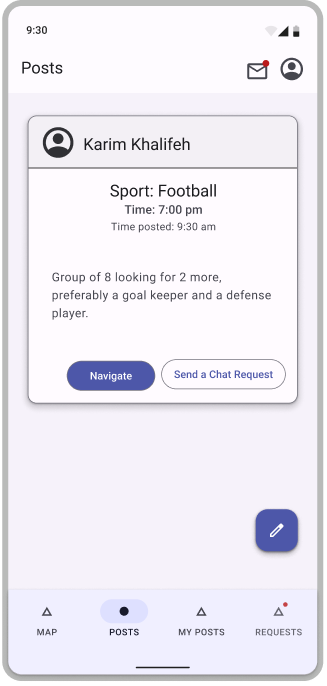 9:30
Posts
Karim Khalifeh
Sport: Football
Time: 7:00 pm
Time posted: 9:30 am
Group of 8 looking for 2 more,
preferably a goal keeper and a defense
player.
Navigate
Send a Chat Request
MAP
POSTS
MY POSTS
REQUESTS